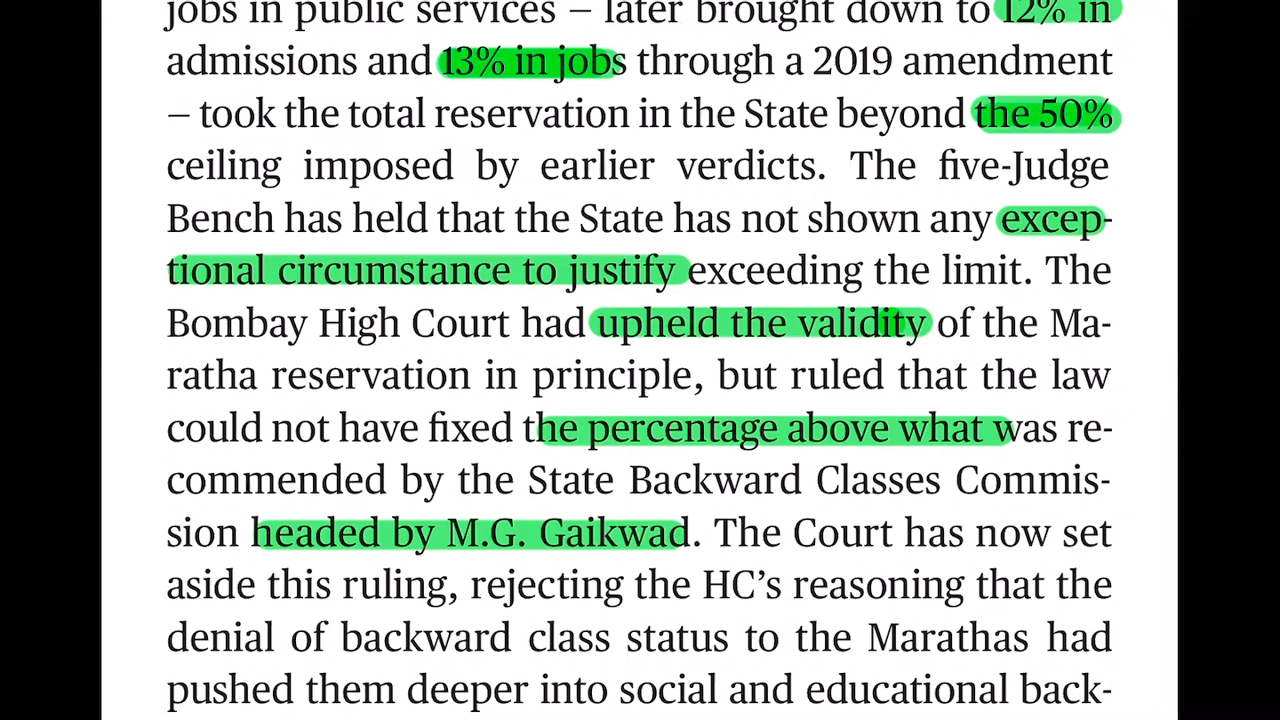 jobs in public services – later brought down to 12% in
admissions and 13% in jobs through a 2019 amendment
– took the total reservation in the State beyond the 50%
ceiling imposed by earlier verdicts. The five-Judge
Bench has held that the State has not shown any excep-
tional circumstance to justify exceeding the limit. The
Bombay High Court had upheld the validity of the Ma-
ratha reservation in principle, but ruled that the law
could not have fixed the percentage above what was re-
commended by the State Backward Classes Commis-
sion headed by M.G. Gaikwad. The Court has now set
aside this ruling, rejecting the HC’s reasoning that the
denial of backward class status to the Marathas had
pushed them deeper into social and educational back-